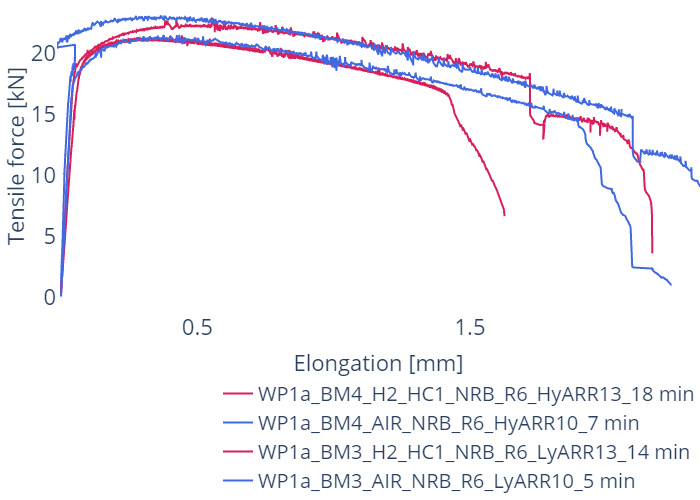 20
15
10
5
0
Tensile force [kN]
0.5
1.5
Elongation [mm]
WP1a_BM4_H2_HC1_NRB_R6_HyARR13_18 min
WP1a_BM4_AIR_NRB_R6_HyARR10_7 min
WP1a_BM3_H2_HC1_NRB_R6_LyARR13_14 min
WP1a_BM3_AIR_NRB_R6_LyARR10_5 min